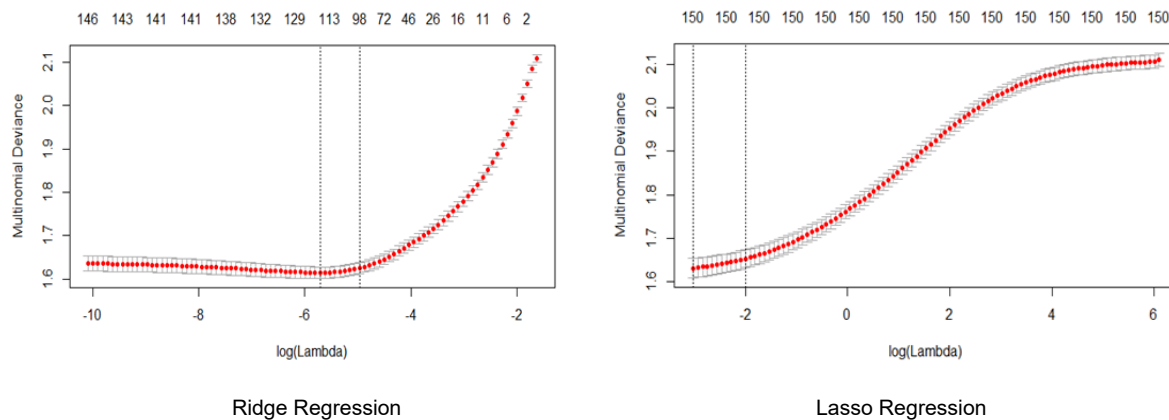 146 143 141 141 138 132 129 113 98 72 46 26 16 11 6 2
Multinomial Deviance
2.1
2.0
1.9
1.8
1.7
1.6
-10 -8 -6 -4 -2
log(Lambda)
Ridge Regression
150 150 150 150 150 150 150 150 150 150 150 150 150
Multinomial Deviance
2.1
2.0
1.9
1.8
1.7
1.6
-2 0 2 4 6
log(Lambda)
Lasso Regression